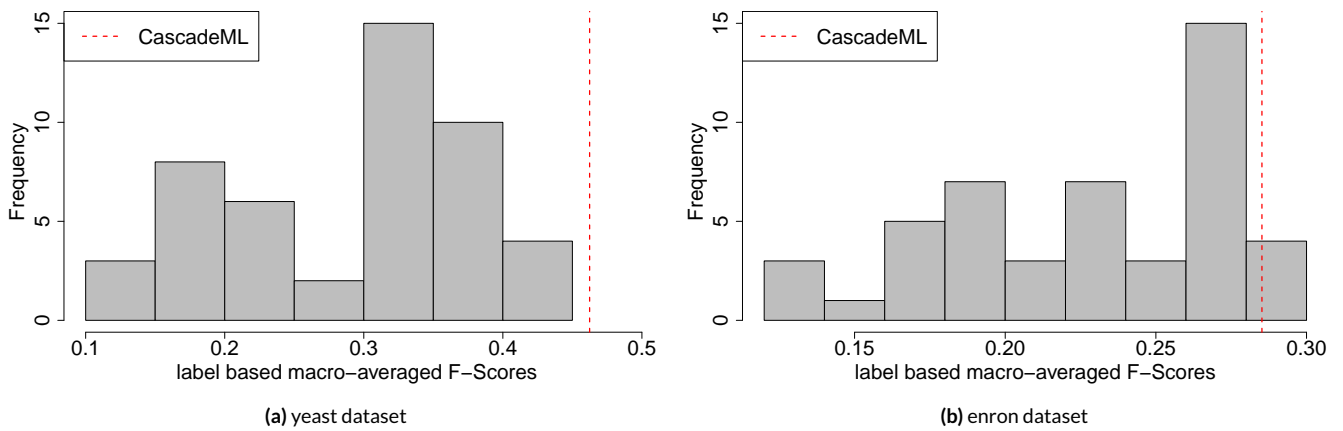 CascadeML
Frequency
0
5
10
15
0.1 0.2 0.3 0.4 0.5
label based macro−averaged F−Scores
(a) yeast dataset
CascadeML
Frequency
0
5
10
15
0.15 0.20 0.25 0.30
label based macro−averaged F−Scores
(b) enron dataset